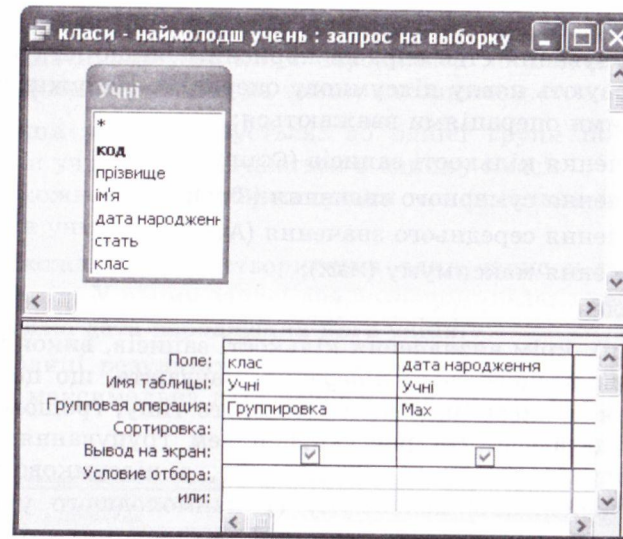 класи - наймолодш учень : запрос на выборку
Учні
*
код
прізвище
ім'я
дата народженн
стать
клас
Поле: клас дата народження
Имя таблицы: Учні Учні
Групповая операция: Группировка Max
Сортировка:
Вывод на экран:
Условие отбора:
или: